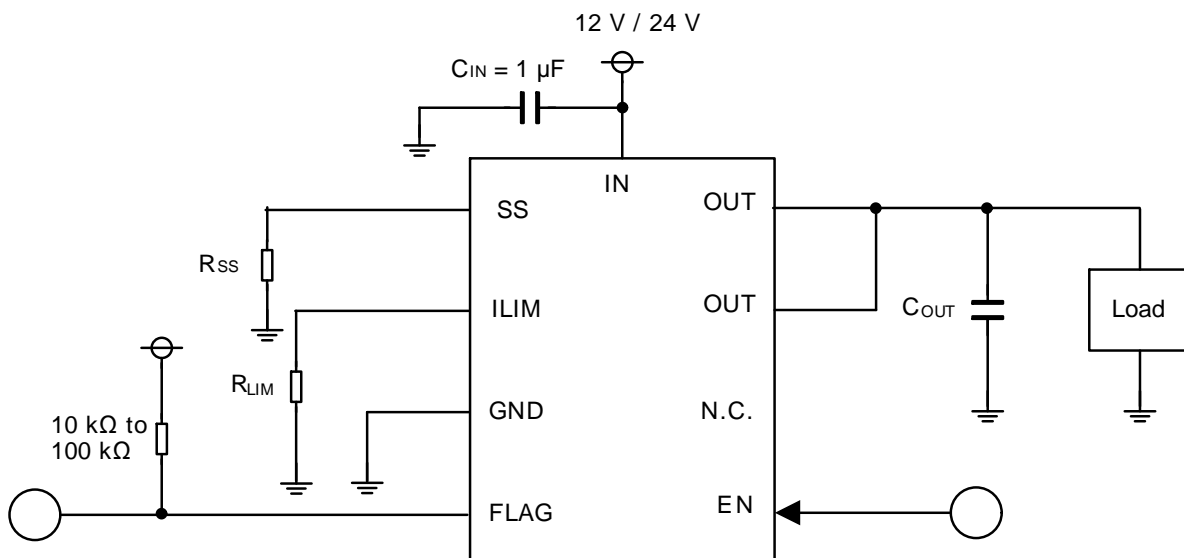 12 V / 24 V
CIN = 1 µF
IN
SS
OUT
RSS
ILIM
OUT
COUT
Load
RLIM
GND
N.C.
10 kΩ to
100 kΩ
FLAG
EN